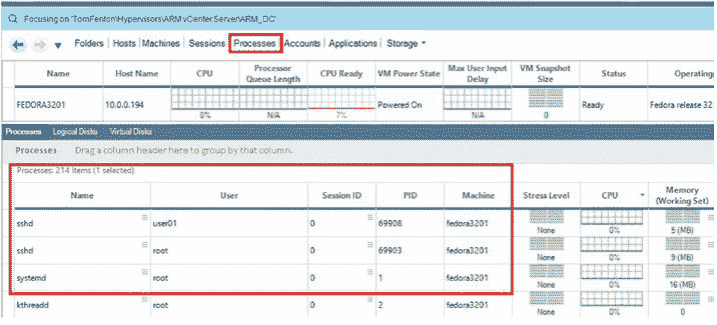 Focusing on 'TomFenton\Hypervisors\ARMvCenterServer\ARM_DC'
Folders Hosts Machines Sessions Processes Accounts Applications Storage
Name Host Name CPU Processor Queue Length CPU Ready VM Power State Max User Input Delay VM Snapshot Size Status Operating
FEDORA3201 10.0.0.194 0% N/A 7% Powered On N/A 0 Ready Fedora release 32
Processes Logical Disks Virtual Disks
Processes Drag a column header here to group by that column.
Processes: 214 Items (1 selected)
Name User Session ID PID Machine Stress Level CPU Memory (Working Set)
sshd user01 0 69906 fedora3201 None 0% 5 (MB)
sshd root 0 69903 fedora3201 None 0% 9 (MB)
systemd root 0 1 fedora3201 None 0% 16 (MB)
kthreadd root 0 2 fedora3201 None 0% 0